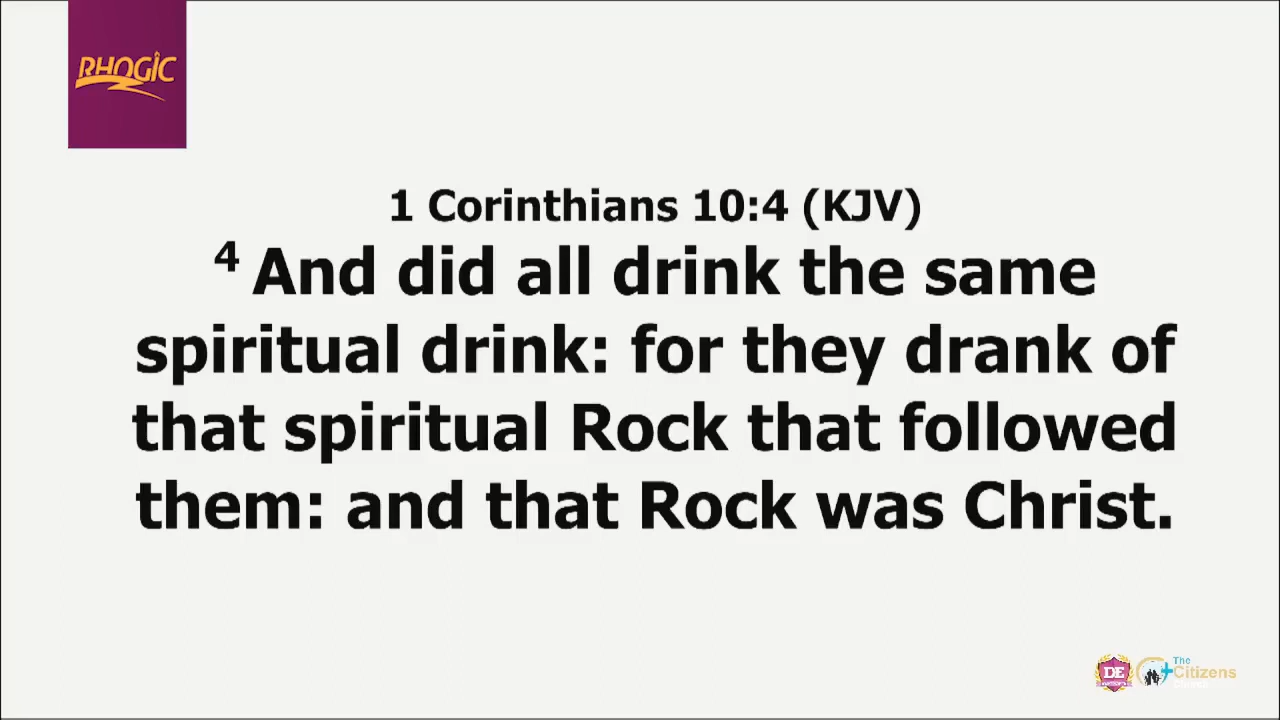 RHOGIC
1 Corinthians 10:4 (KJV)
4 And did all drink the same
spiritual drink: for they drank of
that spiritual Rock that followed
them: and that Rock was Christ.
DE
The
Citizens